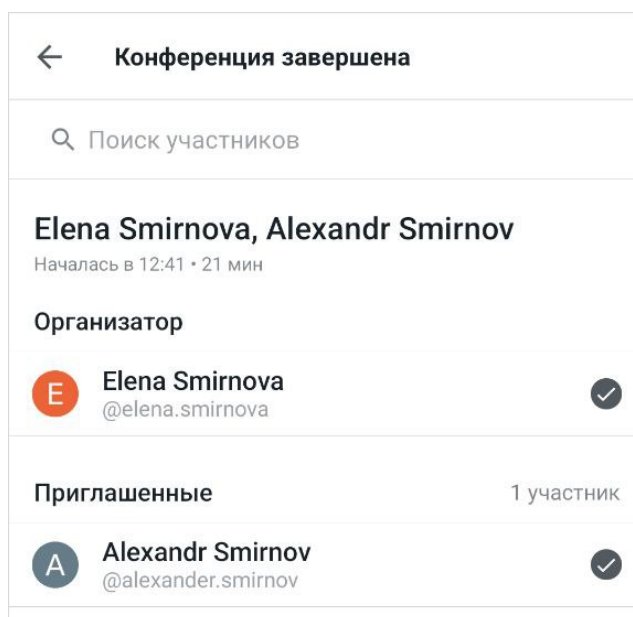 Конференция завершена
Поиск участников
Elena Smirnova, Alexandr Smirnov
Началась в 12:41 • 21 мин
Организатор
E
Elena Smirnova
@elena.smirnova
Приглашенные 1 участник
A
Alexandr Smirnov
@alexander.smirnov